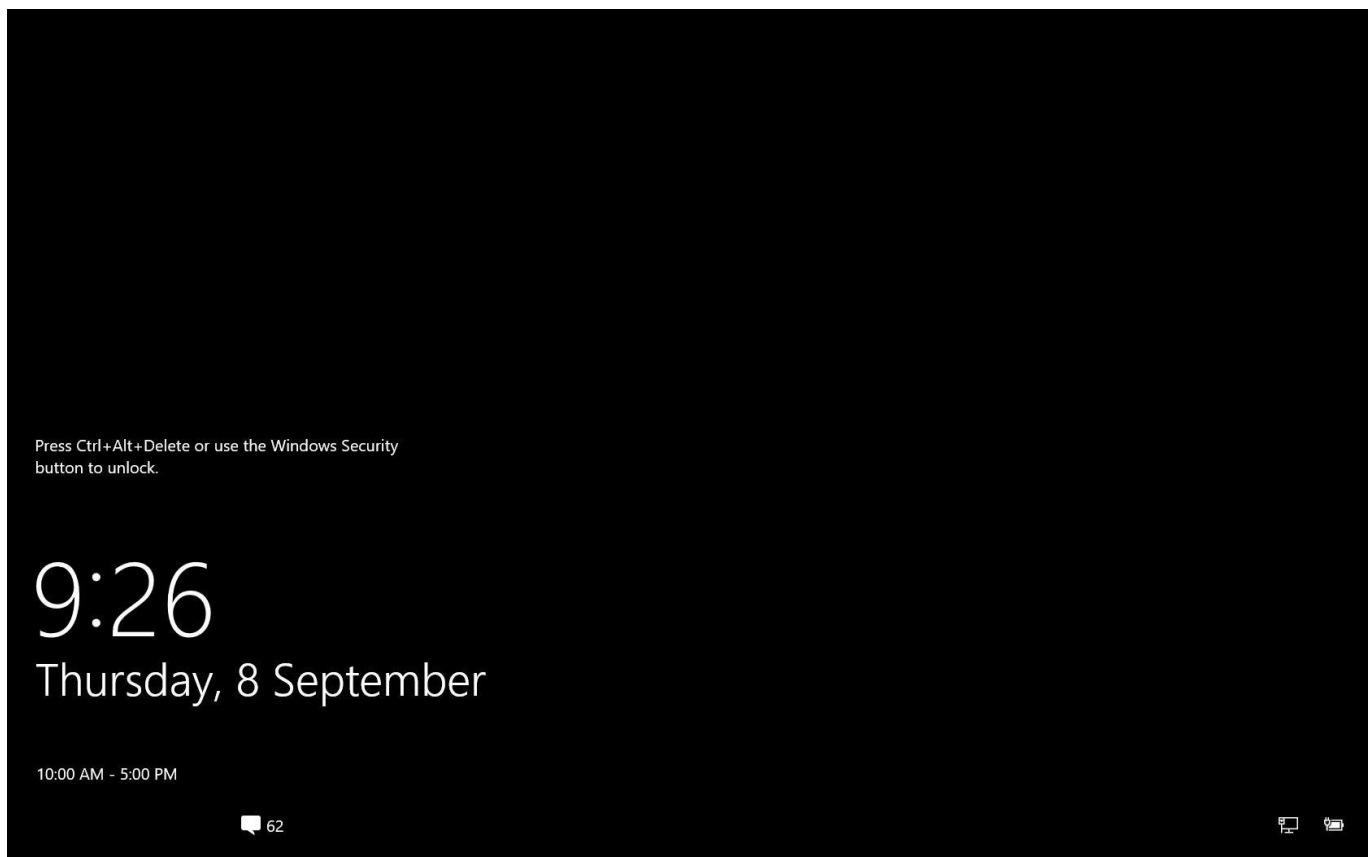 Press Ctrl+Alt+Delete or use the Windows Security
button to unlock.
9:26
Thursday, 8 September
10:00 AM - 5:00 PM
62